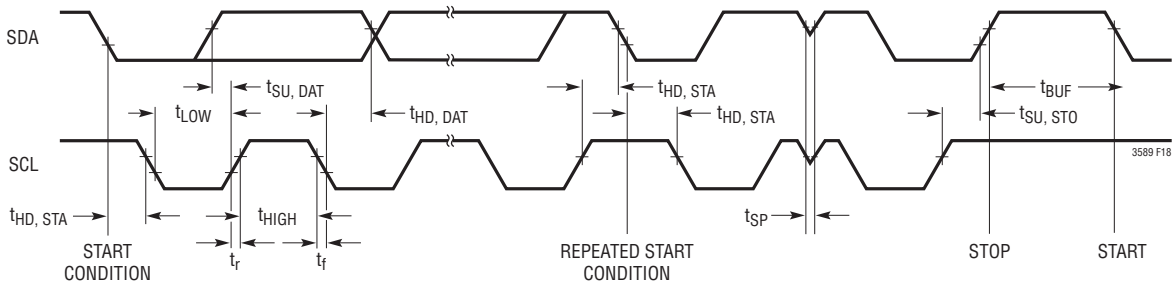 SDA
tSU, DAT
tHD, STA
tBUF
tLOW
tHD, DAT
tHD, STA
tSU, STO
SCL
3589 F18
tHD, STA
tHIGH
tSP
tr
tf
START
CONDITION
REPEATED START
CONDITION
STOP
START